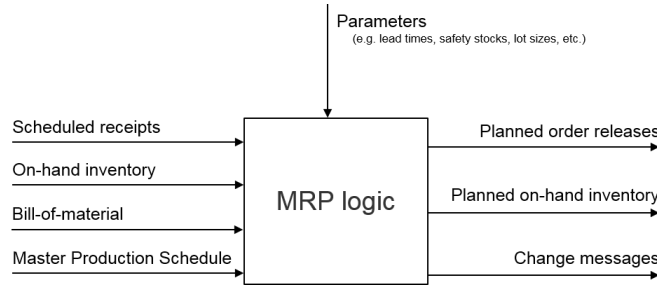 Parameters
(e.g. lead times, safety stocks, lot sizes, etc.)
Scheduled receipts
On-hand inventory
Bill-of-material
Master Production Schedule
MRP logic
Planned order releases
Planned on-hand inventory
Change messages